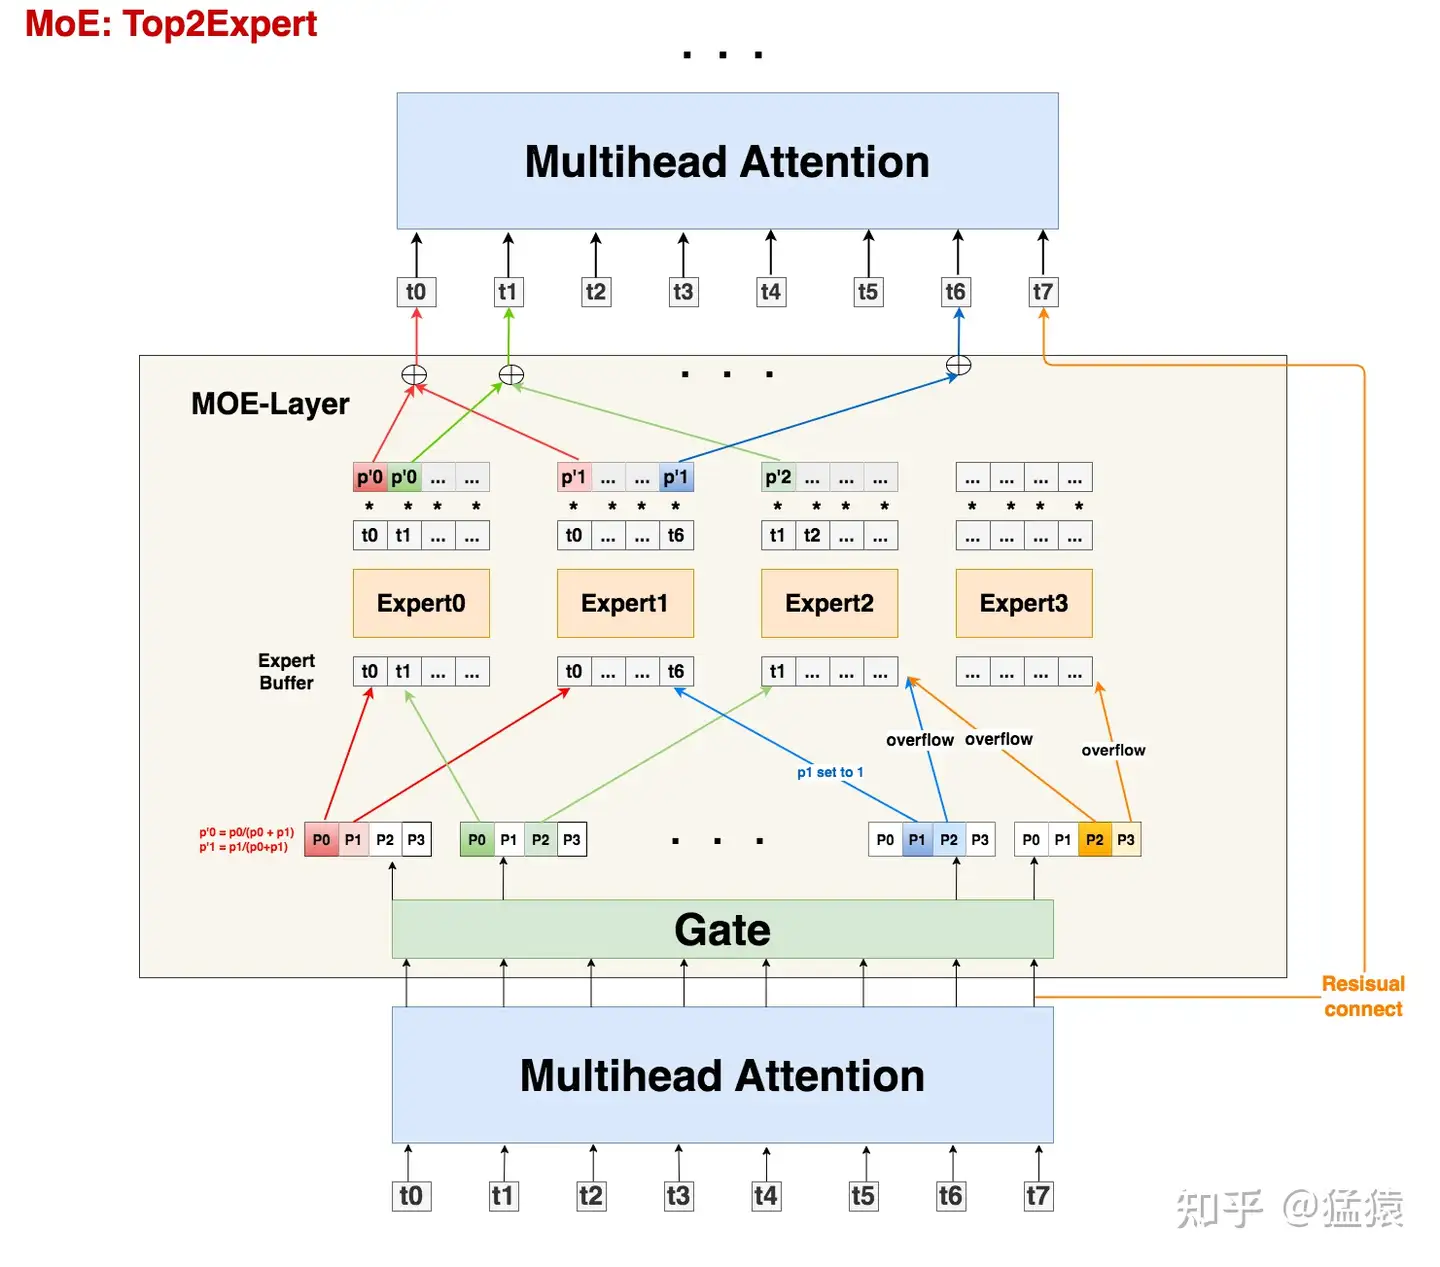 MoE: Top2Expert
. . .
Multihead Attention
t0 t1 t2 t3 t4 t5 t6 t7
MOE-Layer
. . .
p'0 p'0 ... ... p'1 ... ... p'1 p'2 ... ... ... ... ... ... ...
* * * * * * * * * * * * * * * *
t0 t1 ... ... t0 ... ... t6 t1 t2 ... ... ... ... ... ...
Expert0 Expert1 Expert2 Expert3
Expert
Buffer
t0 t1 ... ... t0 ... ... t6 t1 ... ... ... ... ... ... ...
overflow overflow overflow
p1 set to 1
p'0 = p0/(p0 + p1)
p'1 = p1/(p0+p1)
P0 P1 P2 P3 P0 P1 P2 P3 . . . P0 P1 P2 P3 P0 P1 P2 P3
Gate
Resisual
connect
Multihead Attention
t0 t1 t2 t3 t4 t5 t6 t7
知乎 @猛猿